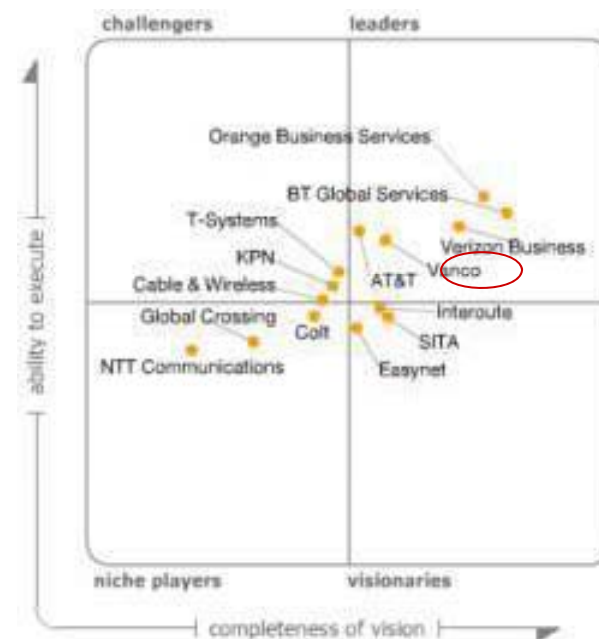 challengers
leaders
Orange Business Services
BT Global Services
T-Systems
Verizon Business
KPN
AT&T
Vanco
Cable & Wireless
Global Crossing
Colt
Interoute
SITA
NTT Communications
Easynet
ability to execute
niche players
visionaries
completeness of vision